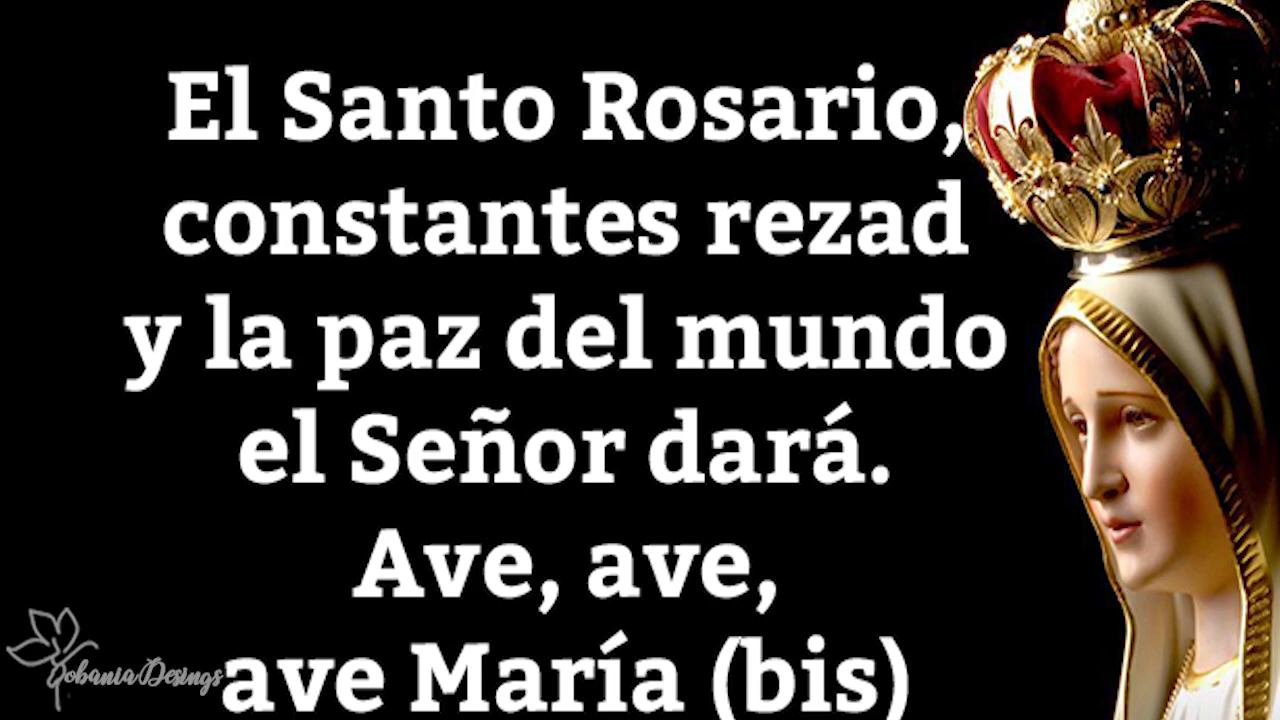 El Santo Rosario,
constantes rezad
y la paz del mundo
el Señor dará.
Ave, ave,
ave María (bis)
YobaniaDesings